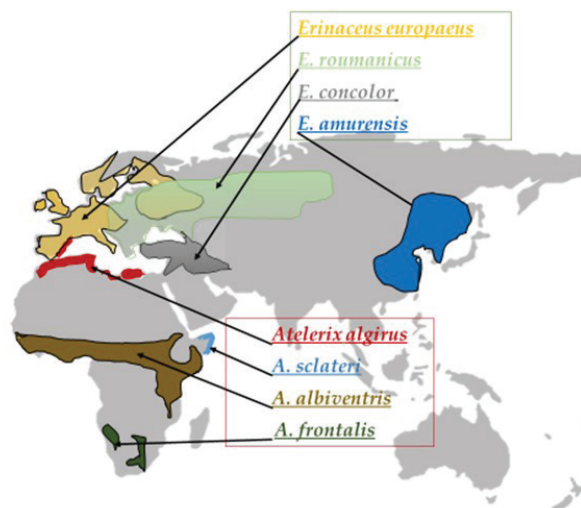 Erinaceus europaeus
E. roumanicus
E. concolor
E. amurensis
Atelerix algirus
A. sclateri
A. albiventris
A. frontalis